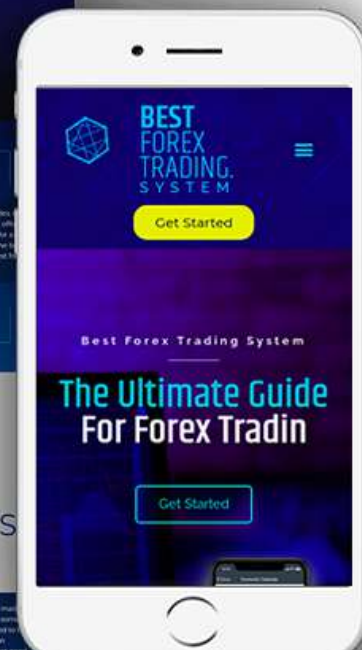 BEST
FOREX
TRADING.
SYSTEM
Get Started
Best Forex Trading System
The Ultimate Guide
For Forex Tradin
Get Started
S